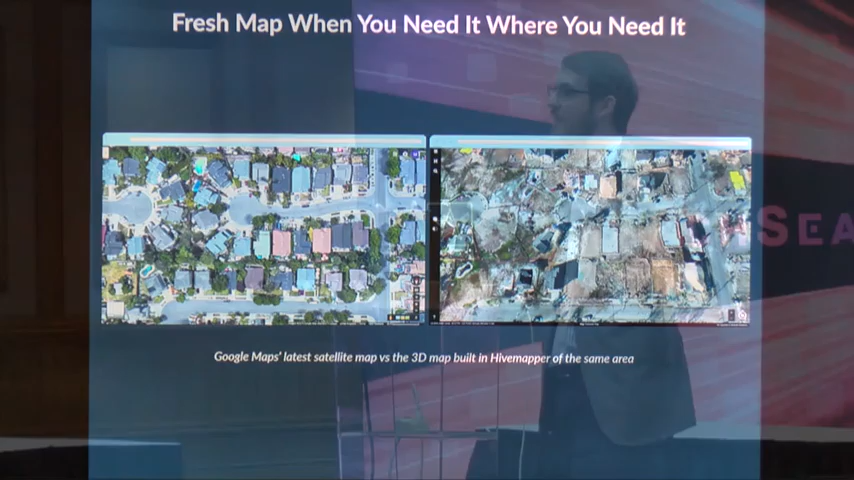 Fresh Map When You Need It Where You Need It
SEA
Google Maps' latest satellite map vs the 3D map built in Hivemapper of the same area